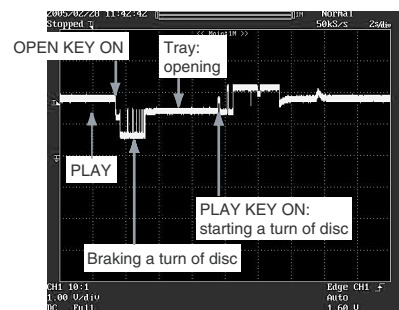 2005/02/28 11:42:42
Normal
Stopped
<< Main:1M >>
50kS/s
2s/div
OPEN KEY ON
Tray:
opening
PLAY
PLAY KEY ON:
starting a turn of disc
Braking a turn of disc
CH1 10:1
1.00 V/div
DC Full
Edge CH1
Auto
1.60 V